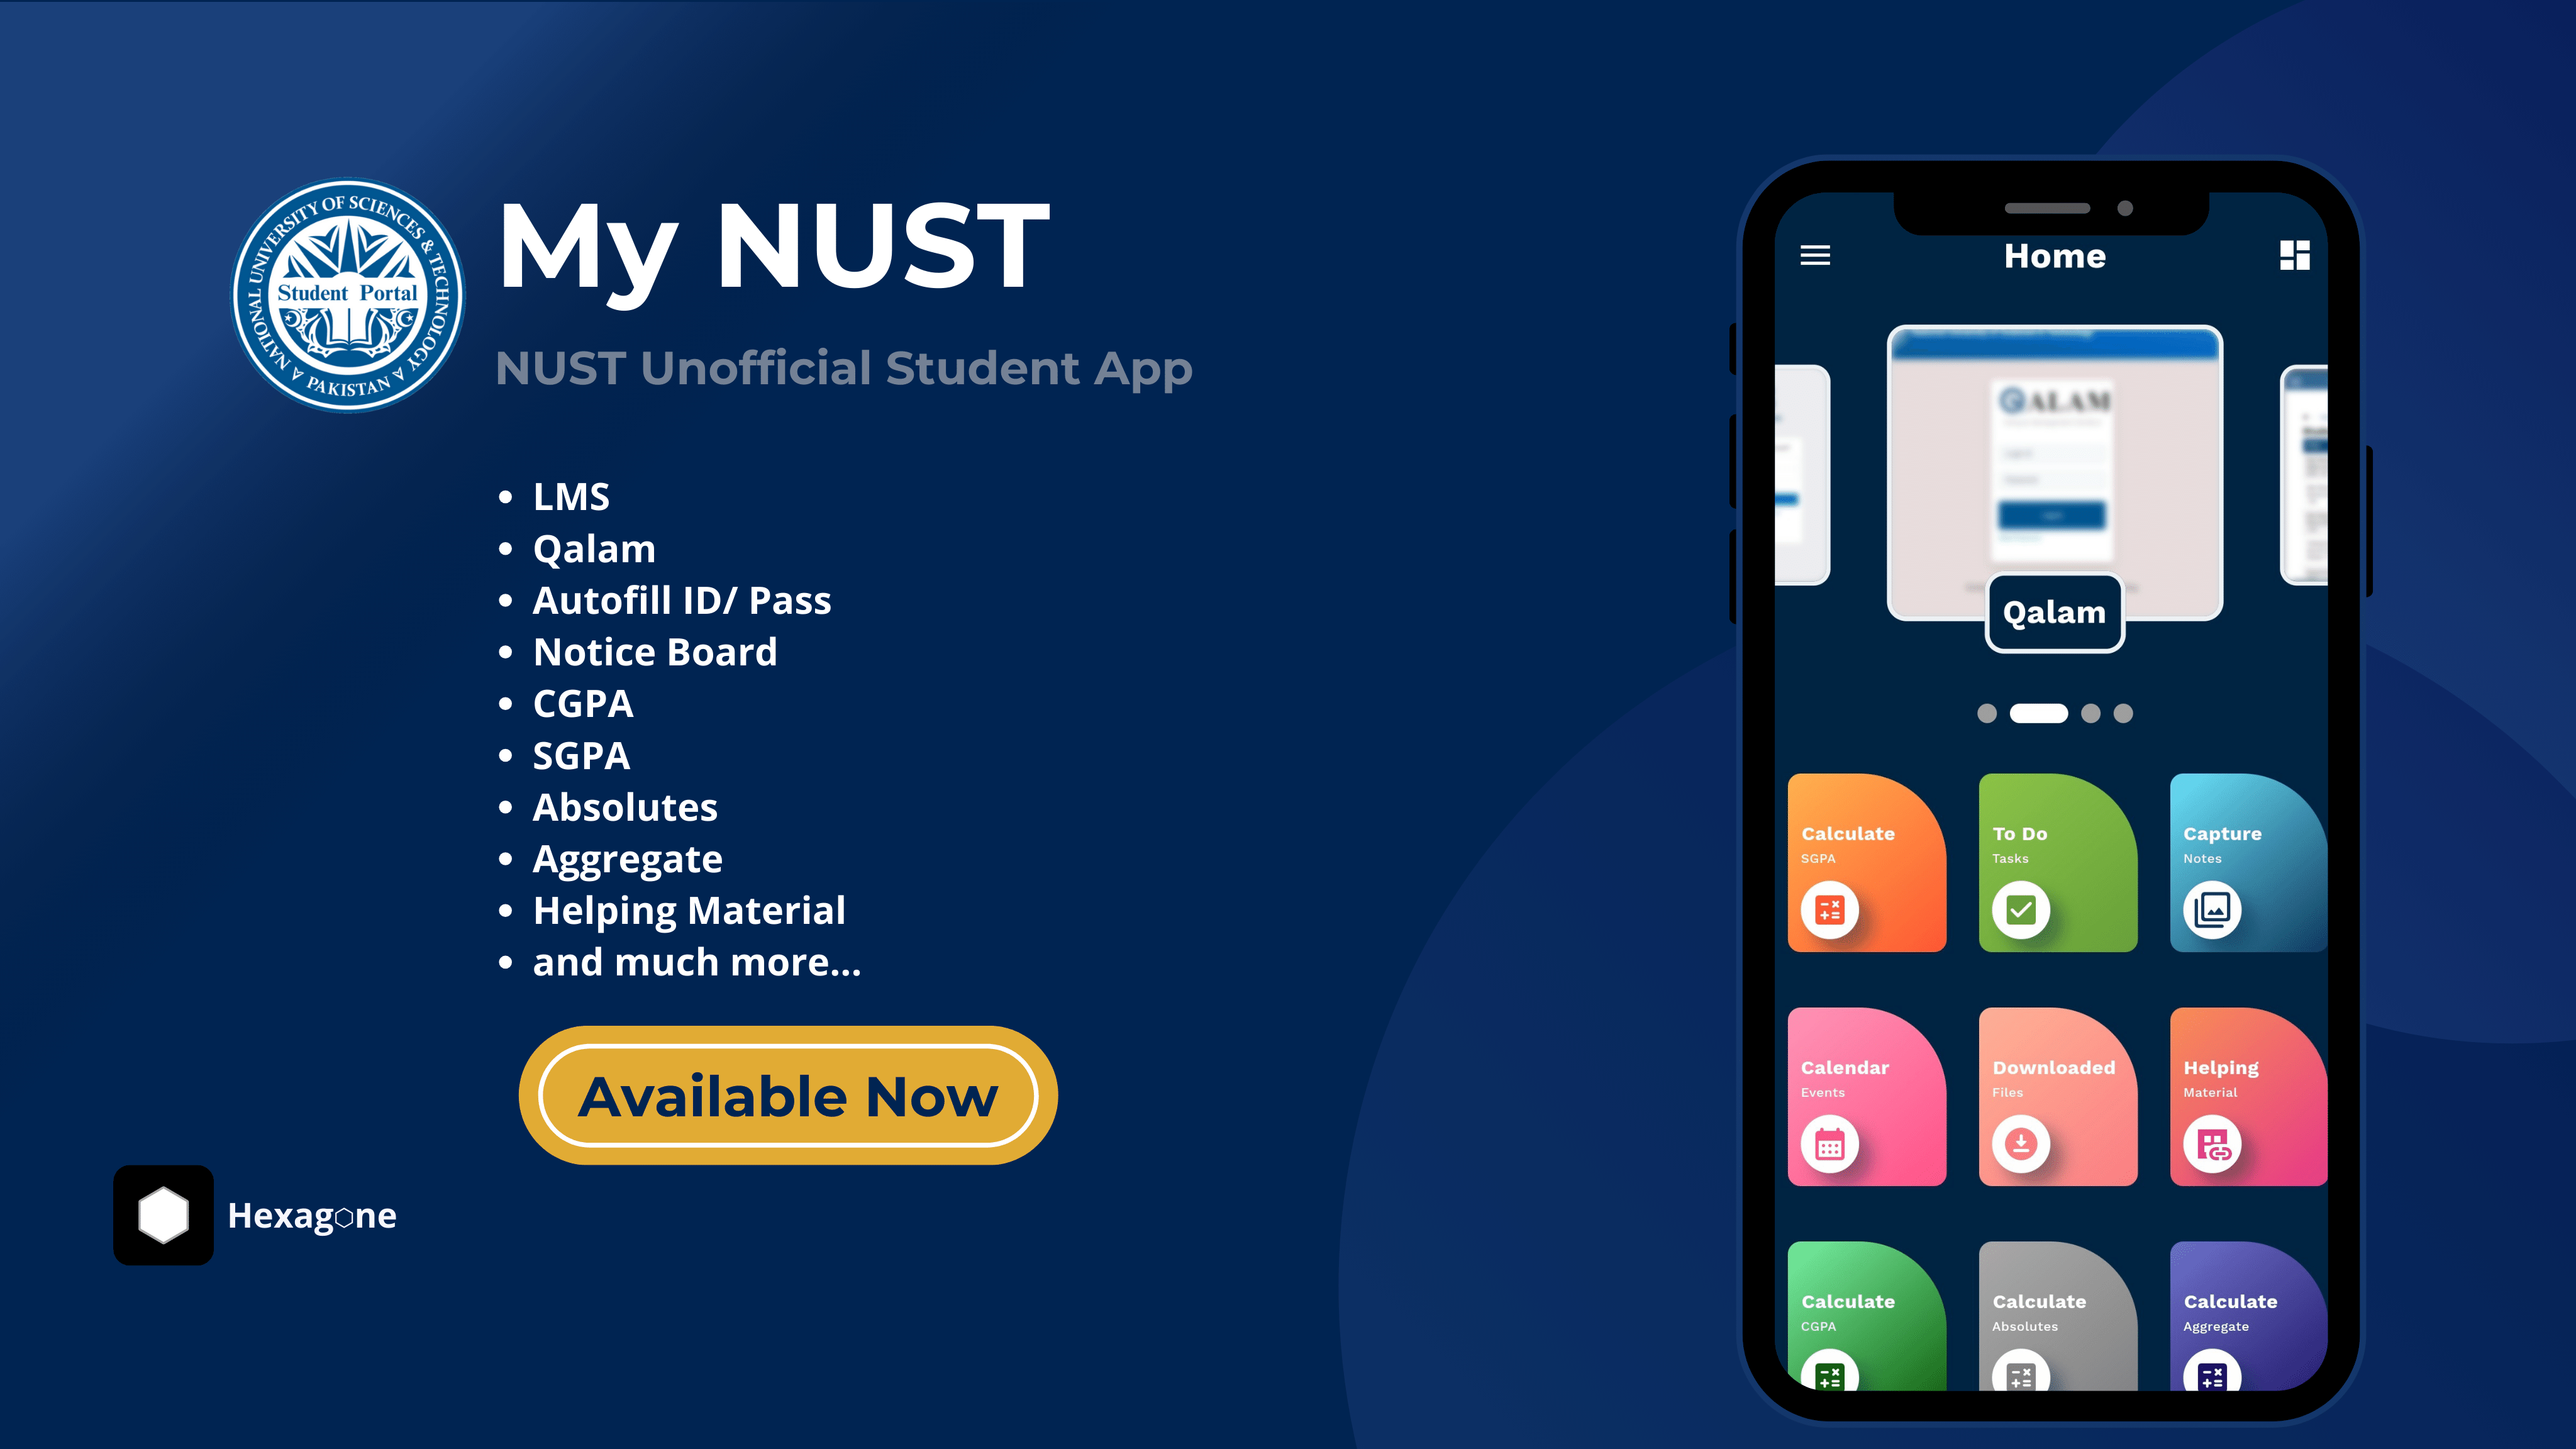 NATIONAL UNIVERSITY OF SCIENCES & TECHNOLOGY
Student Portal
PAKISTAN
My NUST
NUST Unofficial Student App
• LMS
• Qalam
• Autofill ID/ Pass
• Notice Board
• CGPA
• SGPA
• Absolutes
• Aggregate
• Helping Material
• and much more...
Available Now
Hexagone
Home
QALAM
Qalam
Calculate
SGPA
To Do
Tasks
Capture
Notes
Calendar
Events
Downloaded
Files
Helping
Material
Calculate
CGPA
Calculate
Absolutes
Calculate
Aggregate